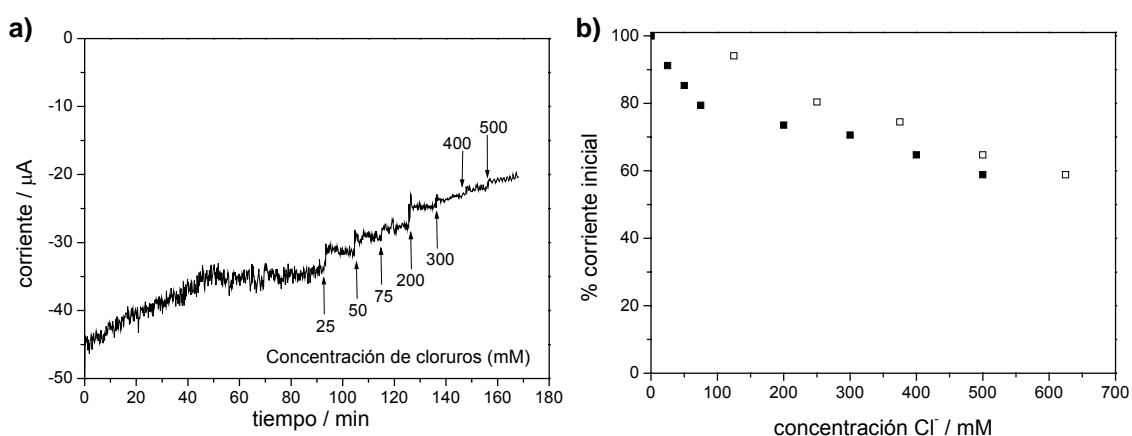 a)
corriente / μA
0
-10
-20
-30
-40
-50
400
500
25
50
75
200
300
Concentración de cloruros (mM)
0 20 40 60 80 100 120 140 160 180
tiempo / min
b)
% corriente inicial
100
80
60
40
20
0
0 100 200 300 400 500 600 700
concentración Cl⁻ / mM